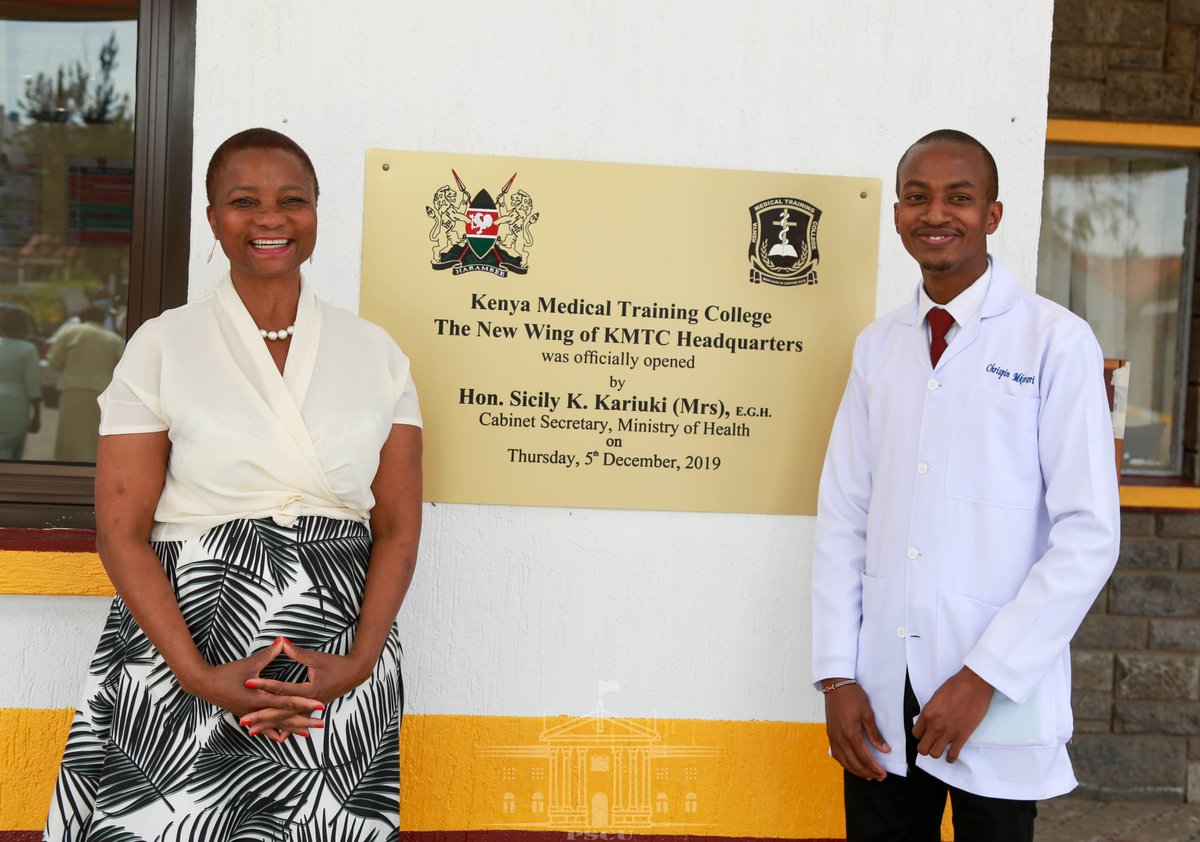 HARAMBEE
KENYA MEDICAL TRAINING COLLEGE
Kenya Medical Training College
The New Wing of KMTC Headquarters
was officially opened
by
Hon. Sicily K. Kariuki (Mrs), E.G.H.
Cabinet Secretary, Ministry of Health
on
Thursday, 5th December, 2019
Chrispin
PSCU